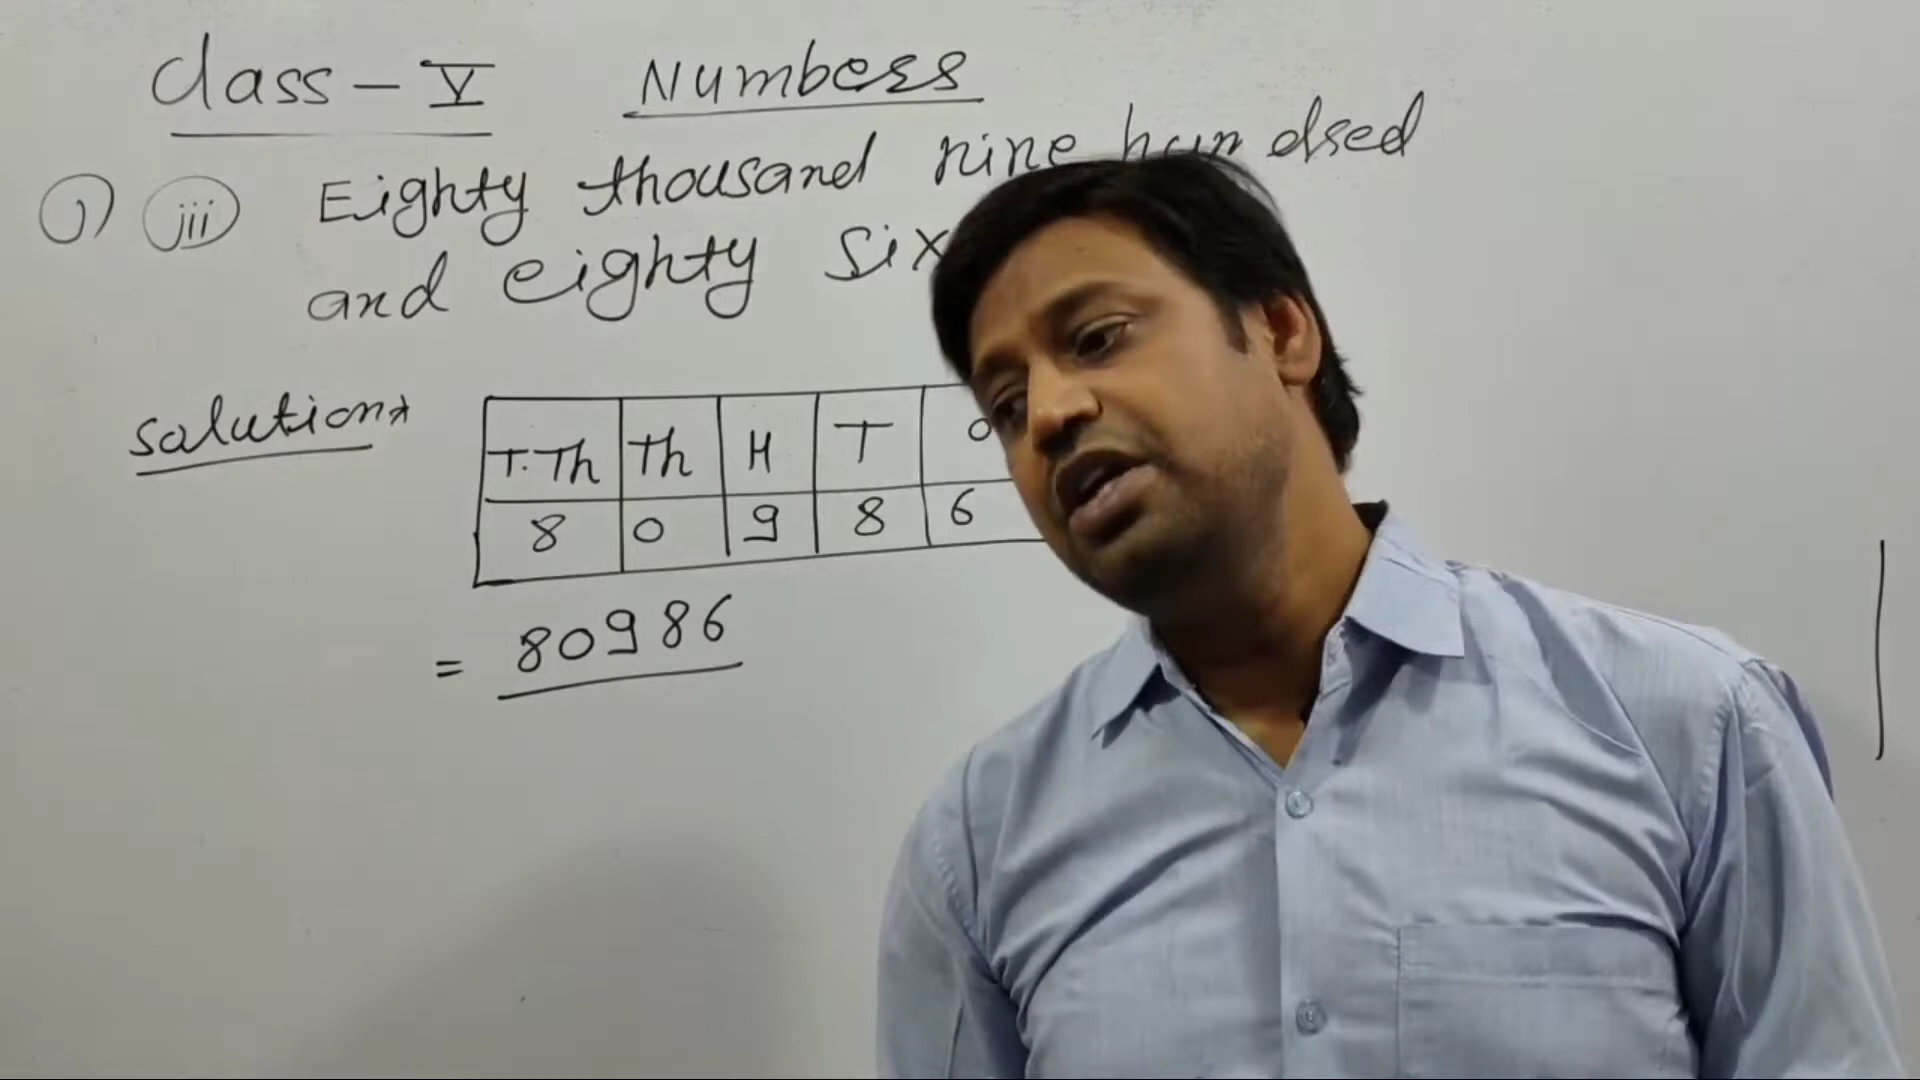 Class - V Numbers
1) iii Eighty thousand nine hundred
and eighty six
Solution
T.Th Th H T O
8 0 9 8 6
= 80986